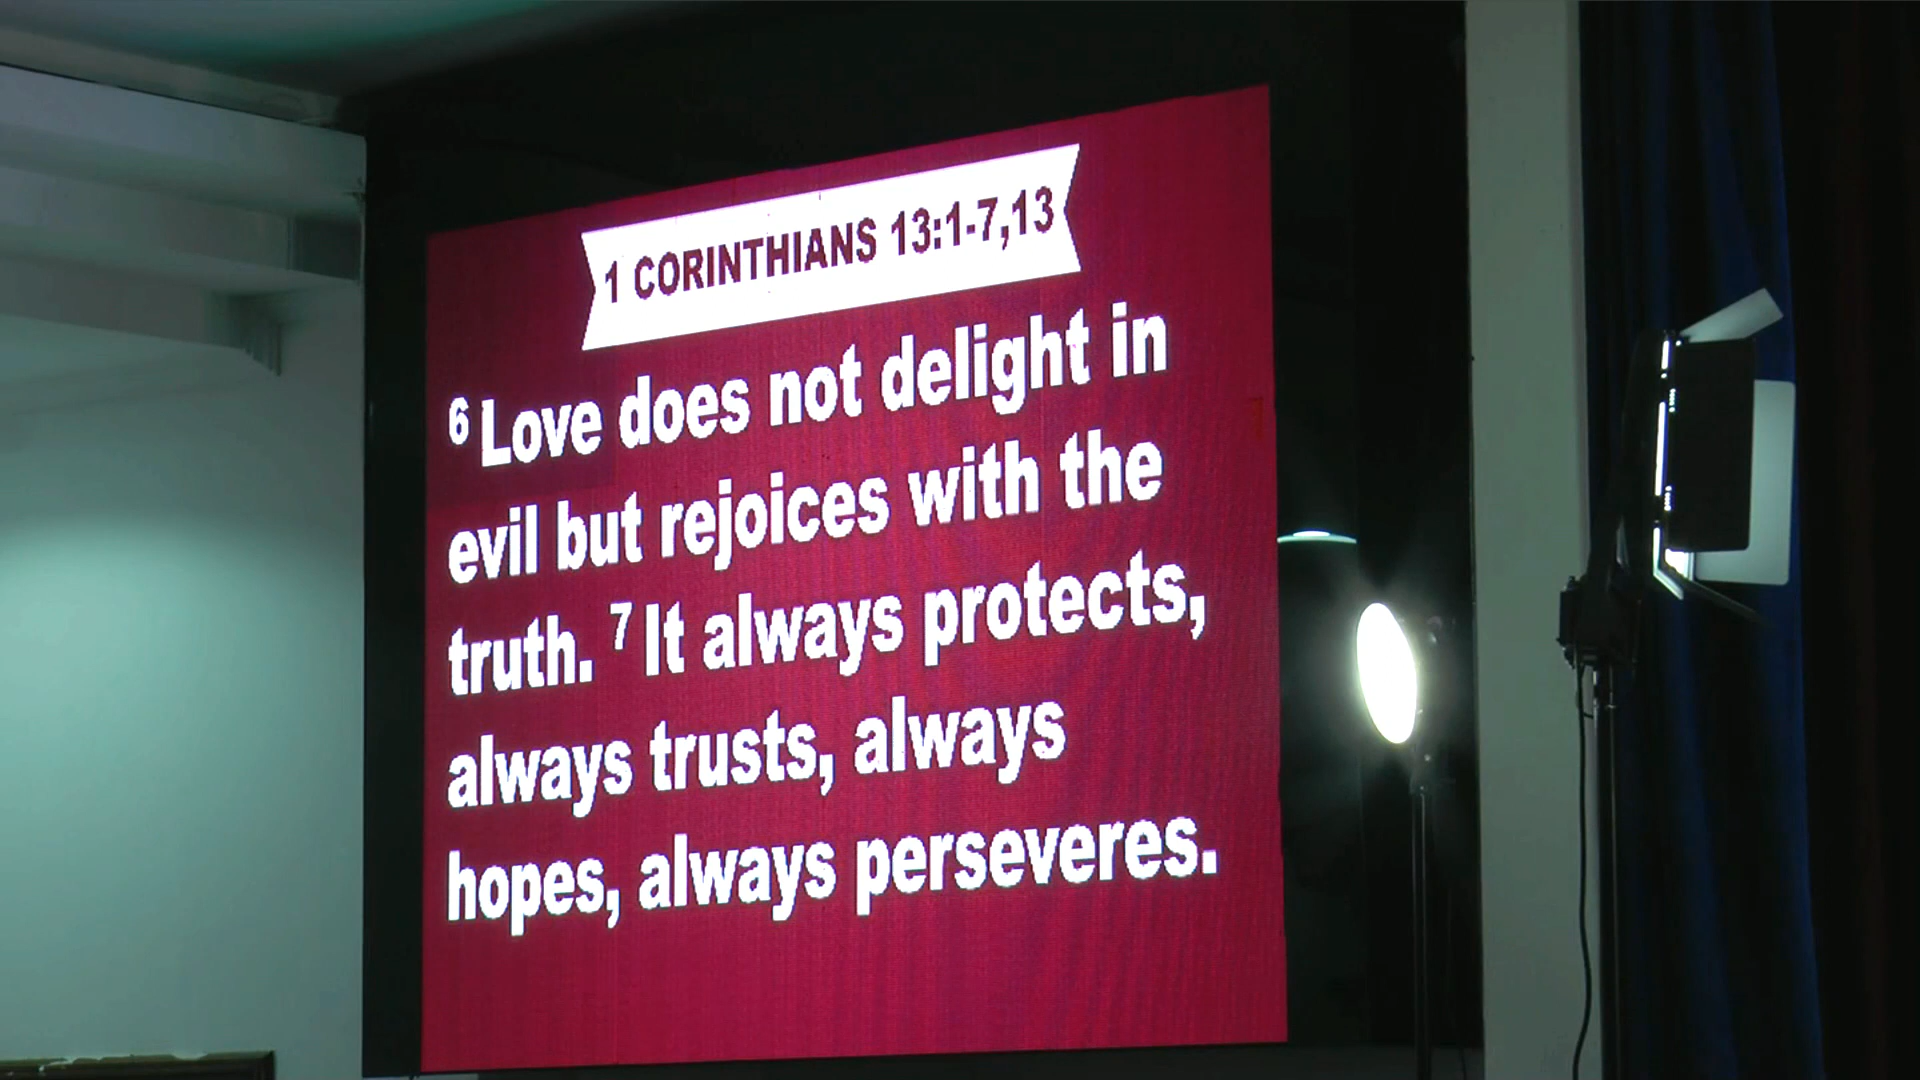 1 CORINTHIANS 13:1-7,13
6 Love does not delight in
evil but rejoices with the
truth. 7 It always protects,
always trusts, always
hopes, always perseveres.